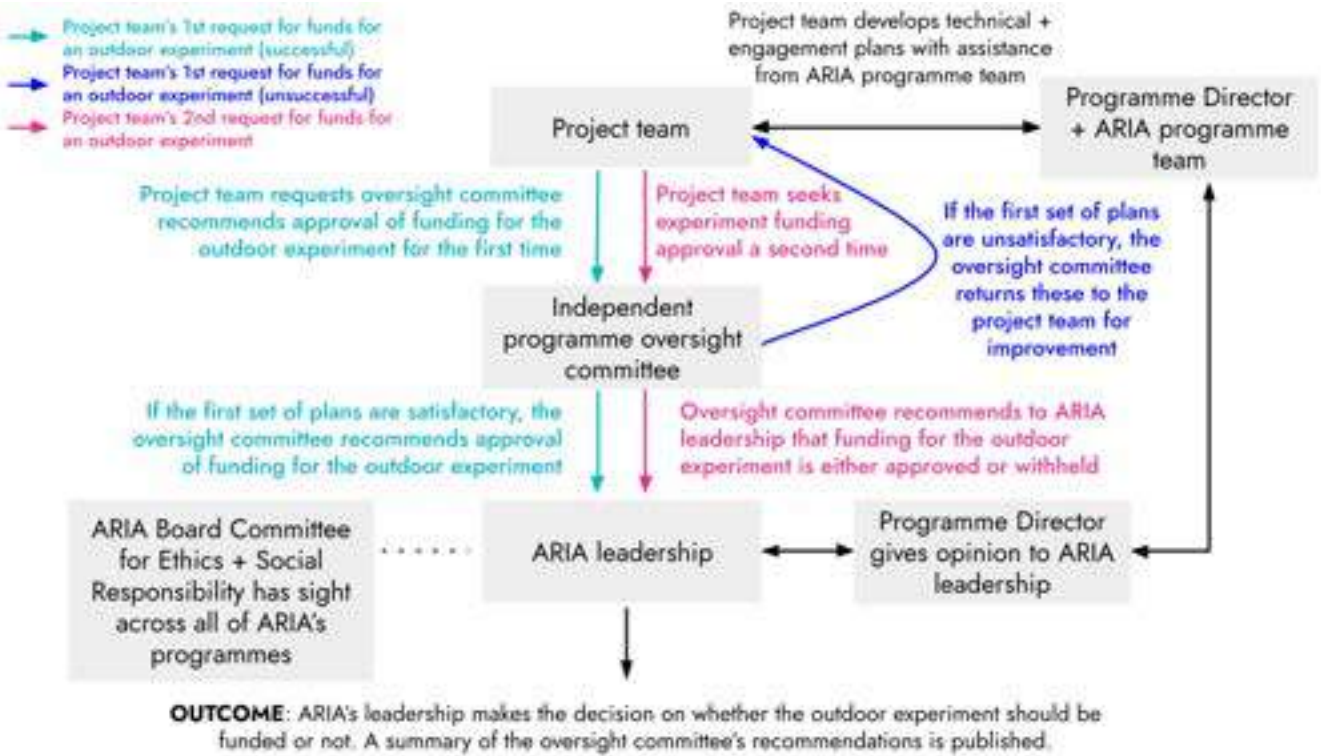 Project team's 1st request for funds for
an outdoor experiment (successful)
Project team's 1st request for funds for
an outdoor experiment (unsuccessful)
Project team's 2nd request for funds for
an outdoor experiment
Project team develops technical +
engagement plans with assistance
from ARIA programme team
Project team
Programme Director
+ ARIA programme
team
Project team requests oversight committee
recommends approval of funding for the
outdoor experiment for the first time
Project team seeks
experiment funding
approval a second time
If the first set of plans
are unsatisfactory, the
oversight committee
returns these to the
project team for
improvement
Independent
programme oversight
committee
If the first set of plans are satisfactory, the
oversight committee recommends approval
of funding for the outdoor experiment
Oversight committee recommends to ARIA
leadership that funding for the outdoor
experiment is either approved or withheld
ARIA Board Committee
for Ethics + Social
Responsibility has sight
across all of ARIA's
programmes
ARIA leadership
Programme Director
gives opinion to ARIA
leadership
OUTCOME: ARIA's leadership makes the decision on whether the outdoor experiment should be
funded or not. A summary of the oversight committee's recommendations is published.